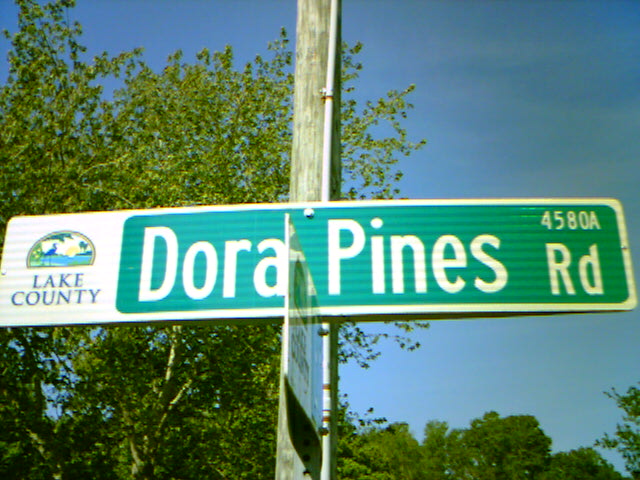 LAKE
COUNTY
Dora Pines Rd
4580A